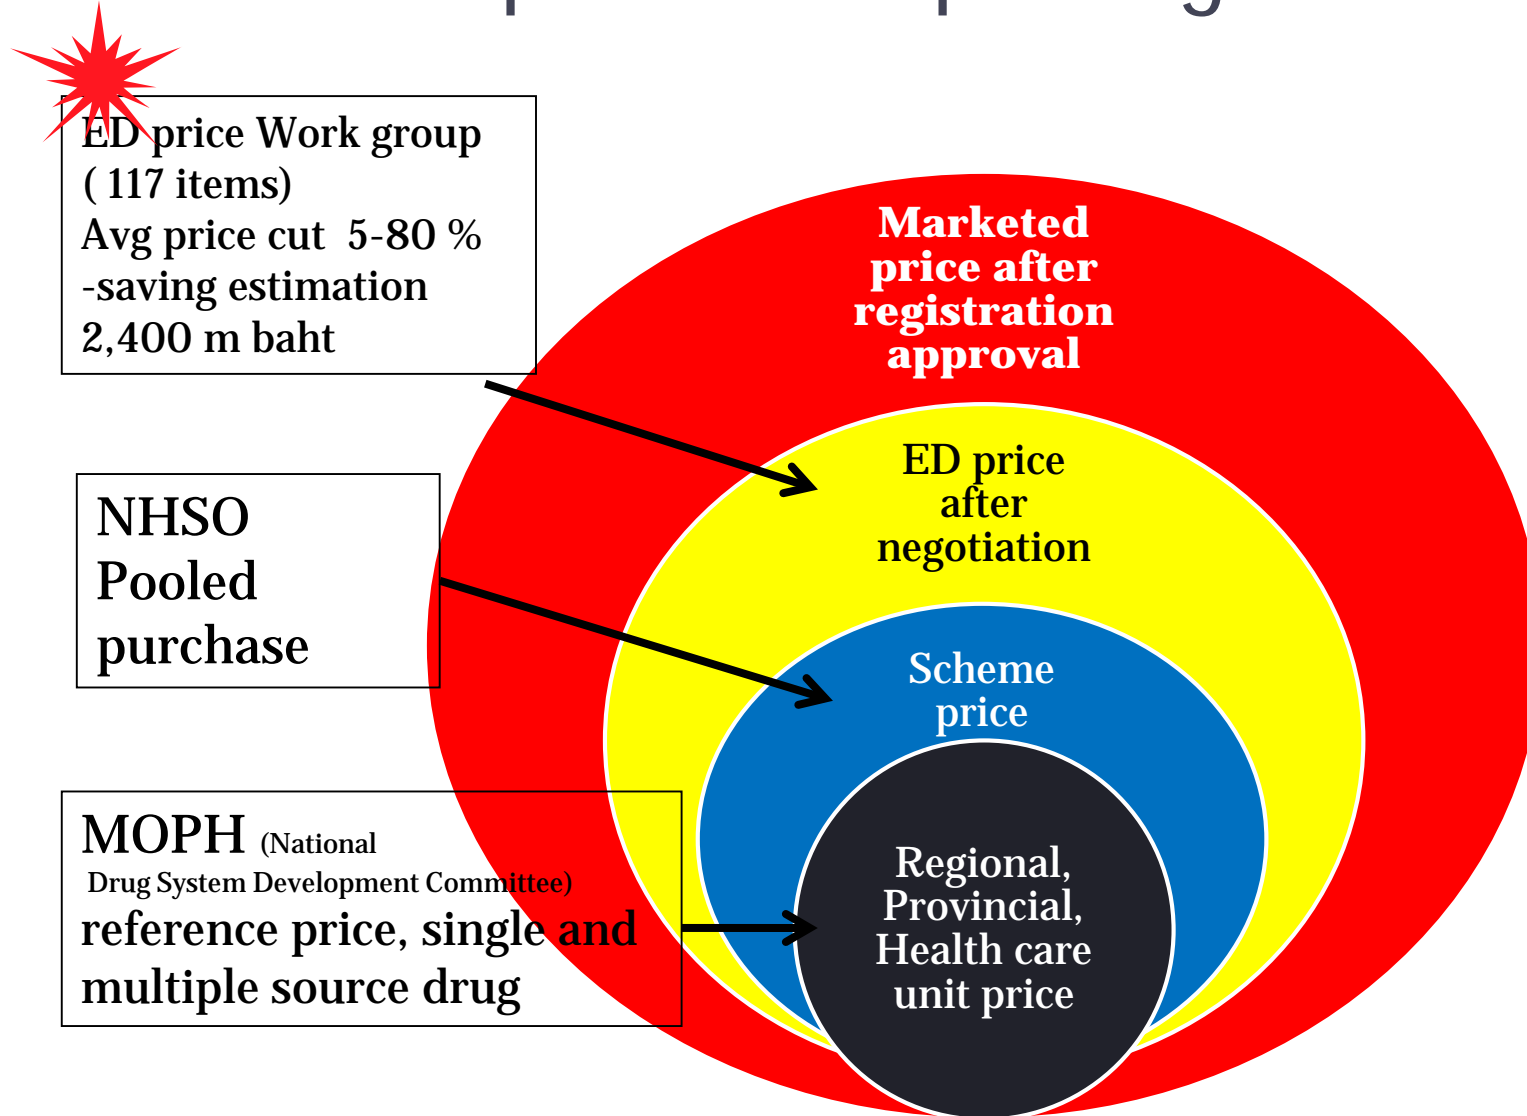 ED price Work group
( 117 items)
Avg price cut 5-80 %
-saving estimation
2,400 m baht
Marketed
price after
registration
approval
ED price
after
negotiation
NHSO
Pooled
purchase
Scheme
price
MOPH (National
Drug System Development Committee)
reference price, single and
multiple source drug
Regional,
Provincial,
Health care
unit price